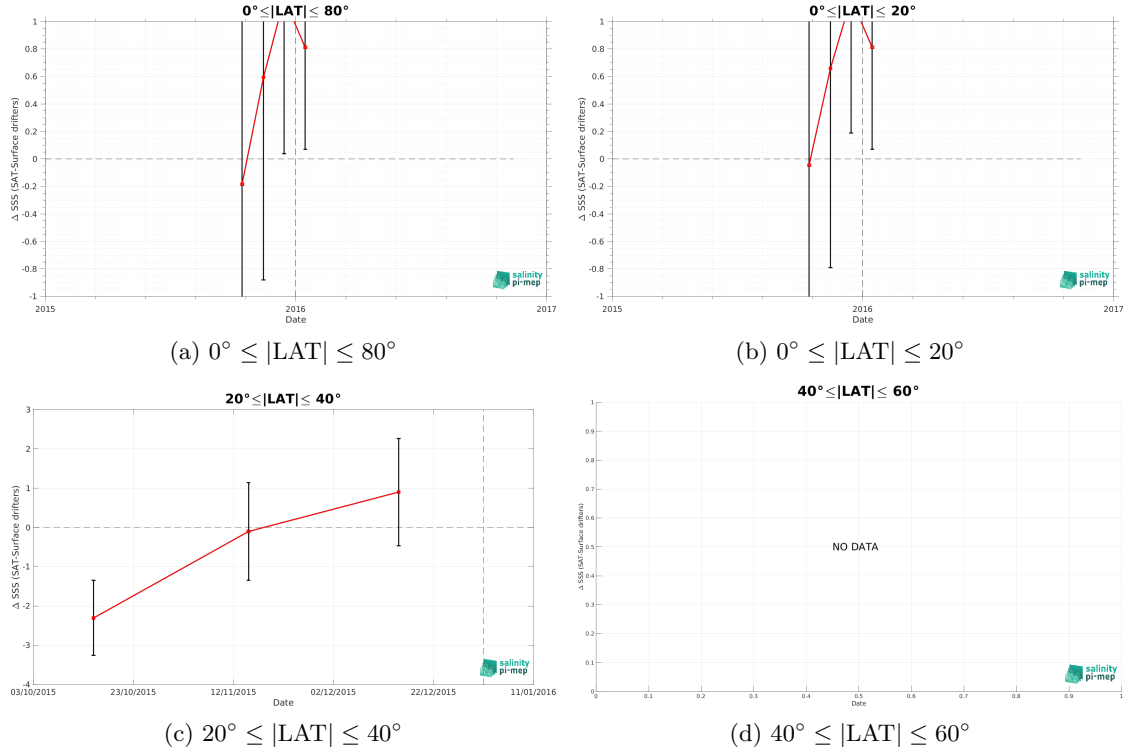 0°≤|LAT|≤ 80°
Δ SSS (SAT-Surface drifters)
1
0.8
0.6
0.4
0.2
0
-0.2
-0.4
-0.6
-0.8
-1
2015 2016 2017
Date
salinity
pi-mep
(a) 0° ≤ |LAT| ≤ 80°
0°≤|LAT|≤ 20°
Δ SSS (SAT-Surface drifters)
1
0.8
0.6
0.4
0.2
0
-0.2
-0.4
-0.6
-0.8
-1
2015 2016 2017
Date
salinity
pi-mep
(b) 0° ≤ |LAT| ≤ 20°
20°≤|LAT|≤ 40°
Δ SSS (SAT-Surface drifters)
3
2
1
0
-1
-2
-3
-4
03/10/2015 23/10/2015 12/11/2015 02/12/2015 22/12/2015 11/01/2016
Date
salinity
pi-mep
(c) 20° ≤ |LAT| ≤ 40°
40°≤|LAT|≤ 60°
Δ SSS (SAT-Surface drifters)
1
0.9
0.8
0.7
0.6
0.5
0.4
0.3
0.2
0.1
0
NO DATA
0 0.1 0.2 0.3 0.4 0.5 0.6 0.7 0.8 0.9 1
Date
salinity
pi-mep
(d) 40° ≤ |LAT| ≤ 60°